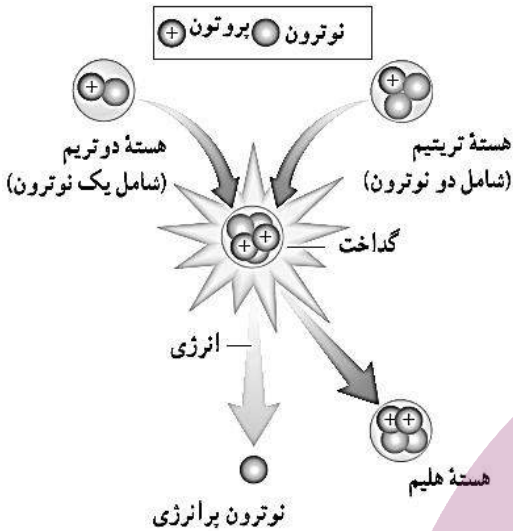 نوترون پروتون
هستهٔ تریتیم
(شامل دو نوترون)
هستهٔ دوتریم
(شامل یک نوترون)
گداخت
انرژی
هستهٔ هلیم
نوترون پرانرژی